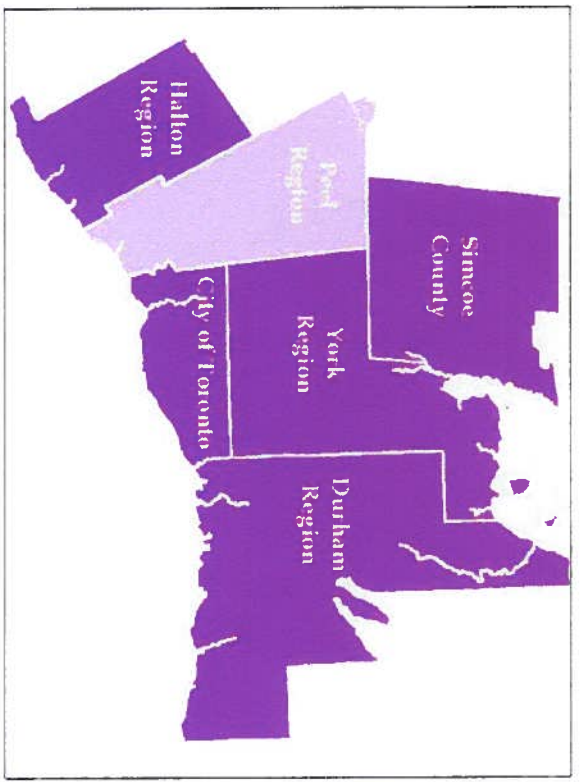 Simcoe
County
Peel
Region
York
Region
Durham
Region
Halton
Region
City of Toronto